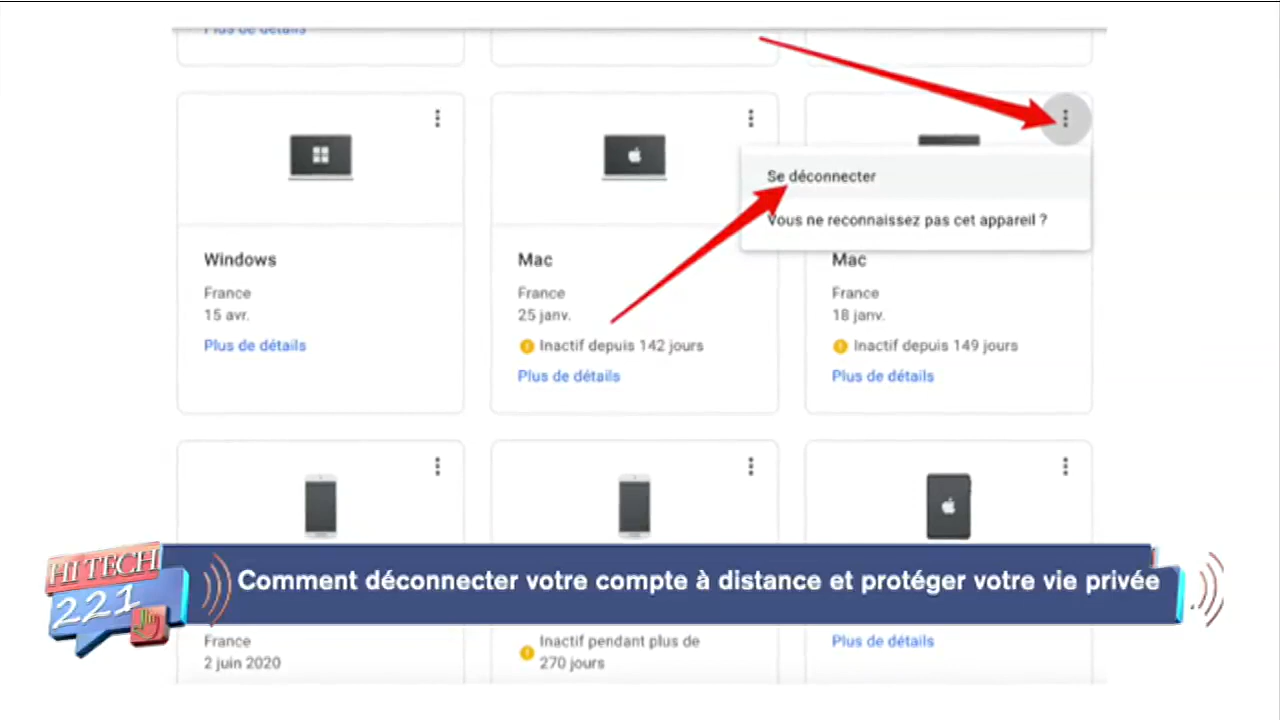 Plus de détails
Se déconnecter
Vous ne reconnaissez pas cet appareil ?
Windows
France
15 avr.
Plus de détails
Mac
France
25 janv.
Inactif depuis 142 jours
Plus de détails
Mac
France
18 janv.
Inactif depuis 149 jours
Plus de détails
HI TECH
221
Comment déconnecter votre compte à distance et protéger votre vie privée
France
2 juin 2020
Inactif pendant plus de
270 jours
Plus de détails